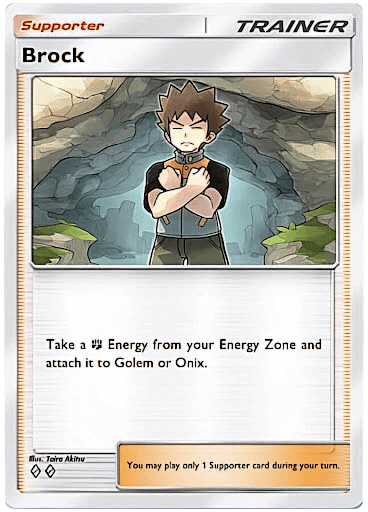 Supporter
TRAINER
Brock
Take a Energy from your Energy Zone and
attach it to Golem or Onix.
Illus. Taira Akitsu
You may play only 1 Supporter card during your turn.